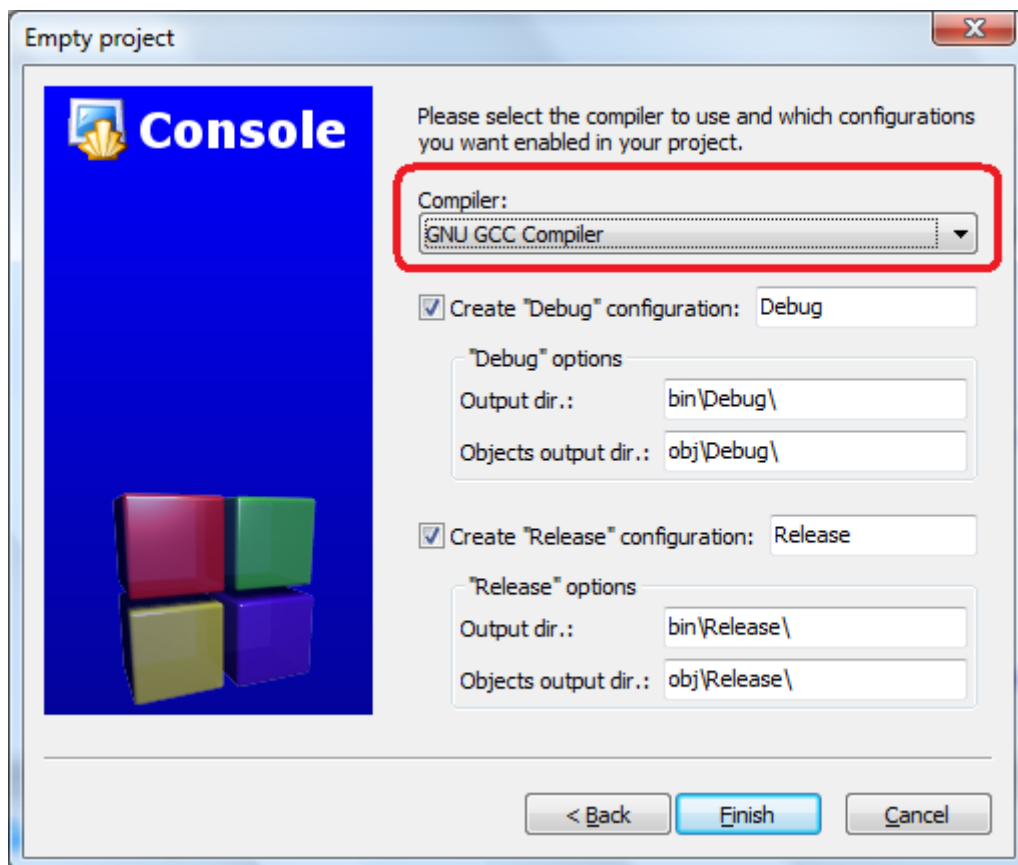 Empty project
Console
Please select the compiler to use and which configurations
you want enabled in your project.
Compiler:
GNU GCC Compiler
Create "Debug" configuration: Debug
"Debug" options
Output dir.: bin\Debug\
Objects output dir.: obj\Debug\
Create "Release" configuration: Release
"Release" options
Output dir.: bin\Release\
Objects output dir.: obj\Release\
< Back Finish Cancel